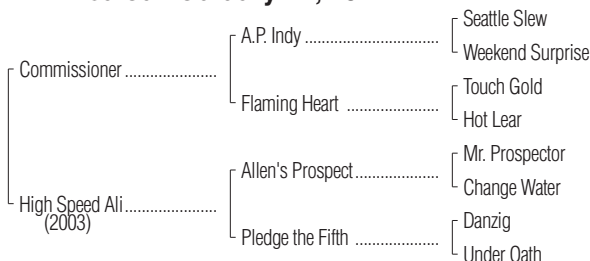 Seattle Slew
A.P. Indy ................................
Weekend Surprise
Commissioner ......................
Touch Gold
Flaming Heart ......................
Hot Lear
Mr. Prospector
Allen's Prospect....................
Change Water
High Speed Ali......................
(2003)
Danzig
Pledge the Fifth ....................
Under Oath